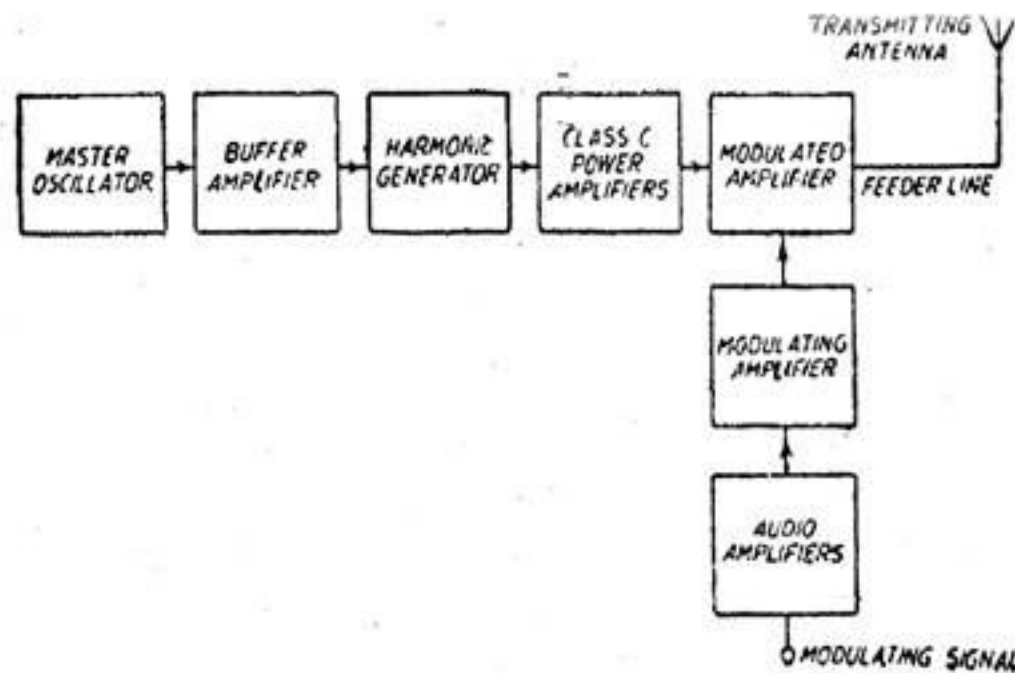 TRANSMITTING
ANTENNA
MASTER
OSCILLATOR
BUFFER
AMPLIFIER
HARMONIC
GENERATOR
CLASS C
POWER
AMPLIFIERS
MODULATED
AMPLIFIER
FEEDER LINE
MODULATING
AMPLIFIER
AUDIO
AMPLIFIERS
MODULATING SIGNAL